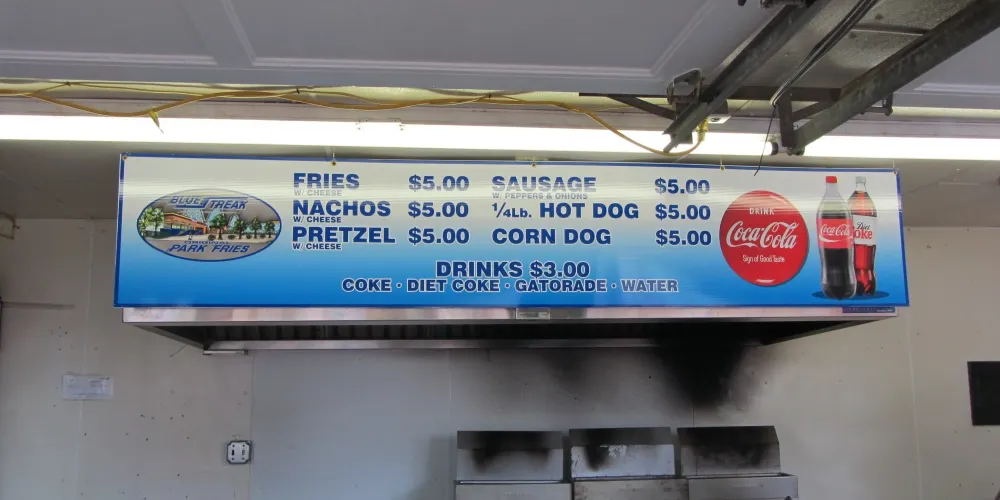 BLUE STREAK
PARK FRIES
FRIES $5.00
W/ CHEESE
NACHOS $5.00
W/ CHEESE
PRETZEL $5.00
W/ CHEESE
SAUSAGE $5.00
W/ PEPPERS & ONIONS
1/4Lb. HOT DOG $5.00
CORN DOG $5.00
DRINKS $3.00
COKE · DIET COKE · GATORADE · WATER
DRINK
Coca-Cola
Sign of Good Taste
Coca-Cola
Diet
Coke